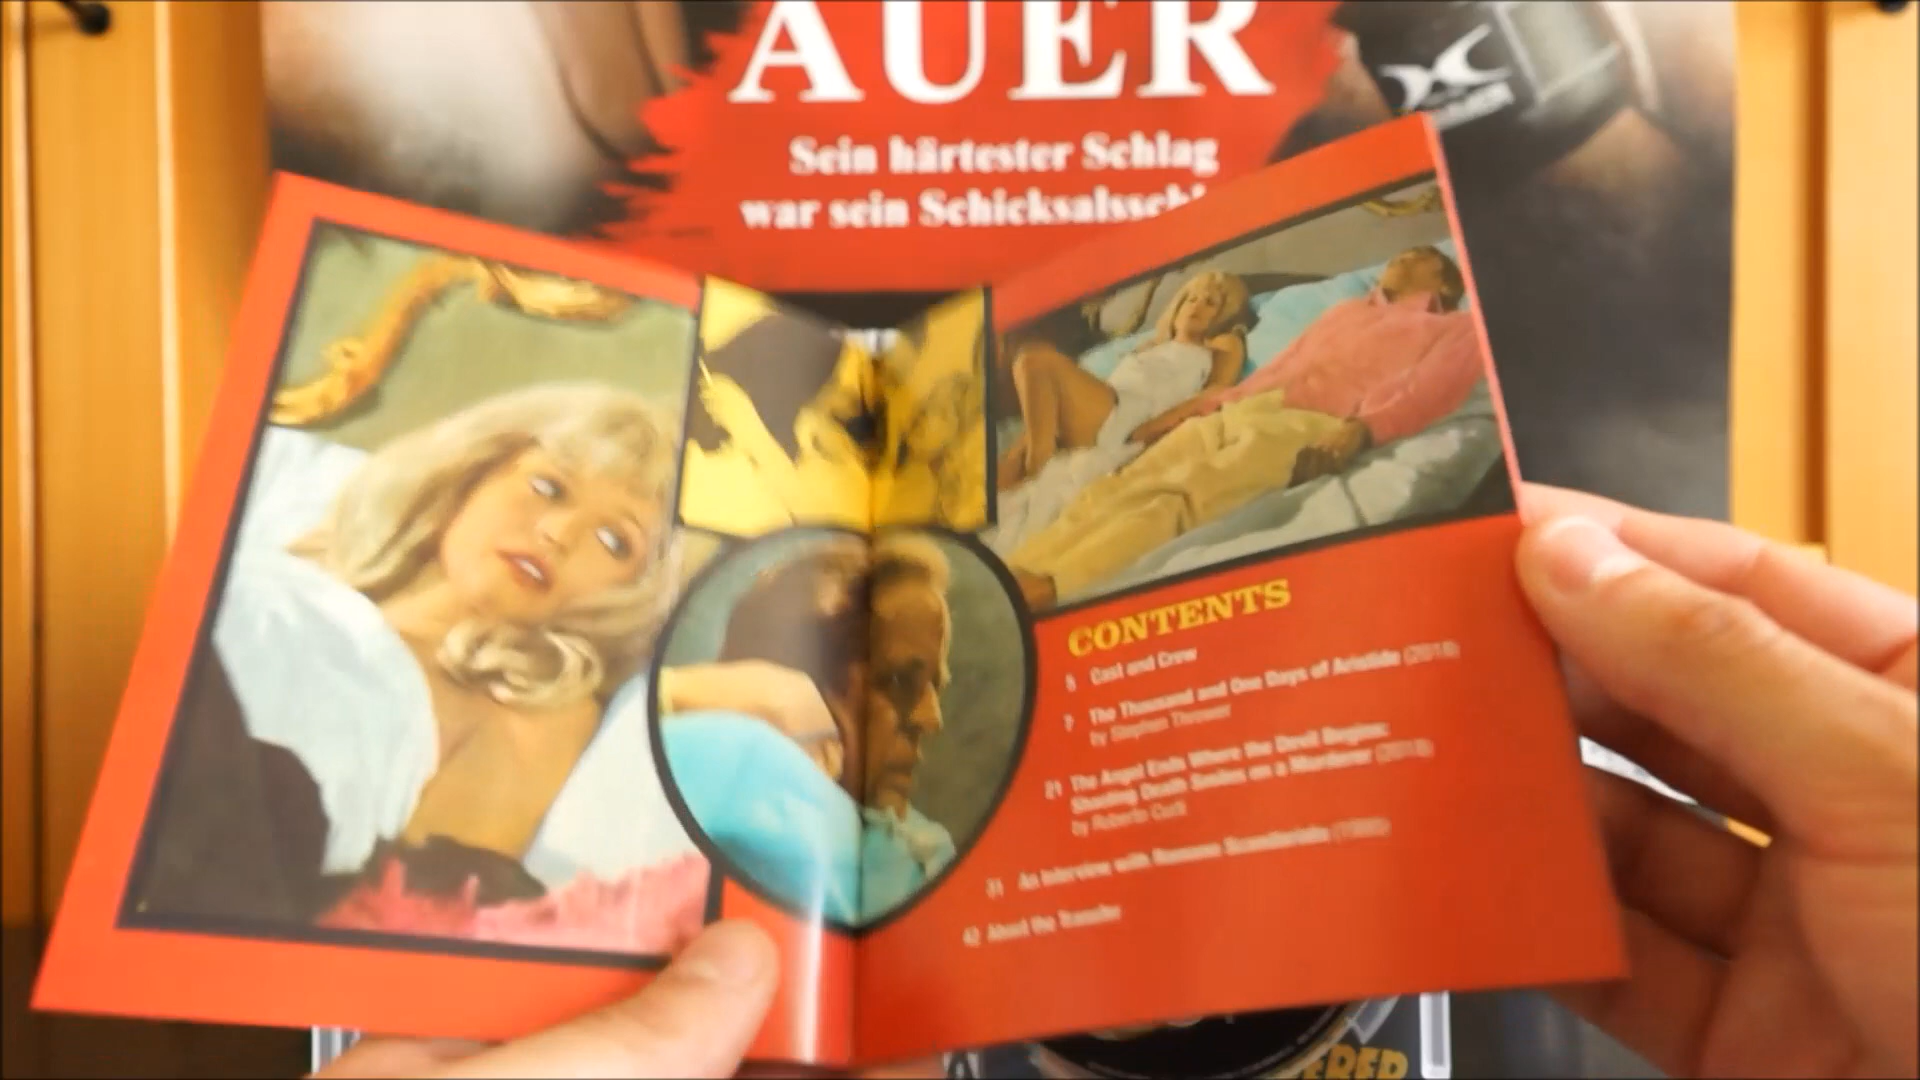 AUER
Sein härtester Schlag
war sein
CONTENTS
5 Cast and Crew
7 The Thousand and One Days of Aristide (2018)
by Stephen Thrower
21 The Angel Ends Where the Devil Begins:
Shooting Death Smiles on a Murderer (2018)
by Roberto Curti
31 An Interview with Romano Scandariato (1995)
42 About the Transfer
ERED